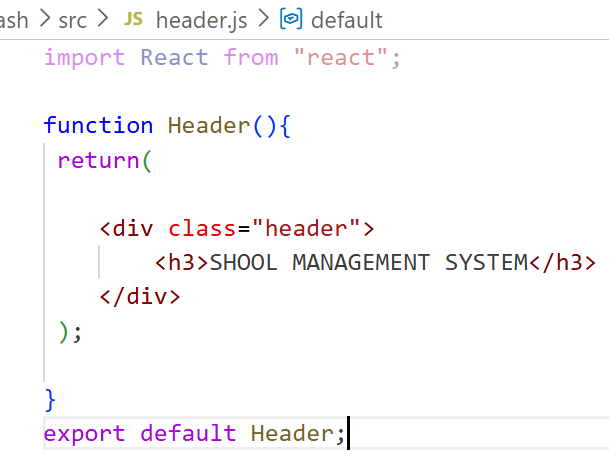 ash > src > JS header.js > default
import React from "react";
function Header(){
return(
<div class="header">
<h3>SHOOL MANAGEMENT SYSTEM</h3>
</div>
);
}
export default Header;